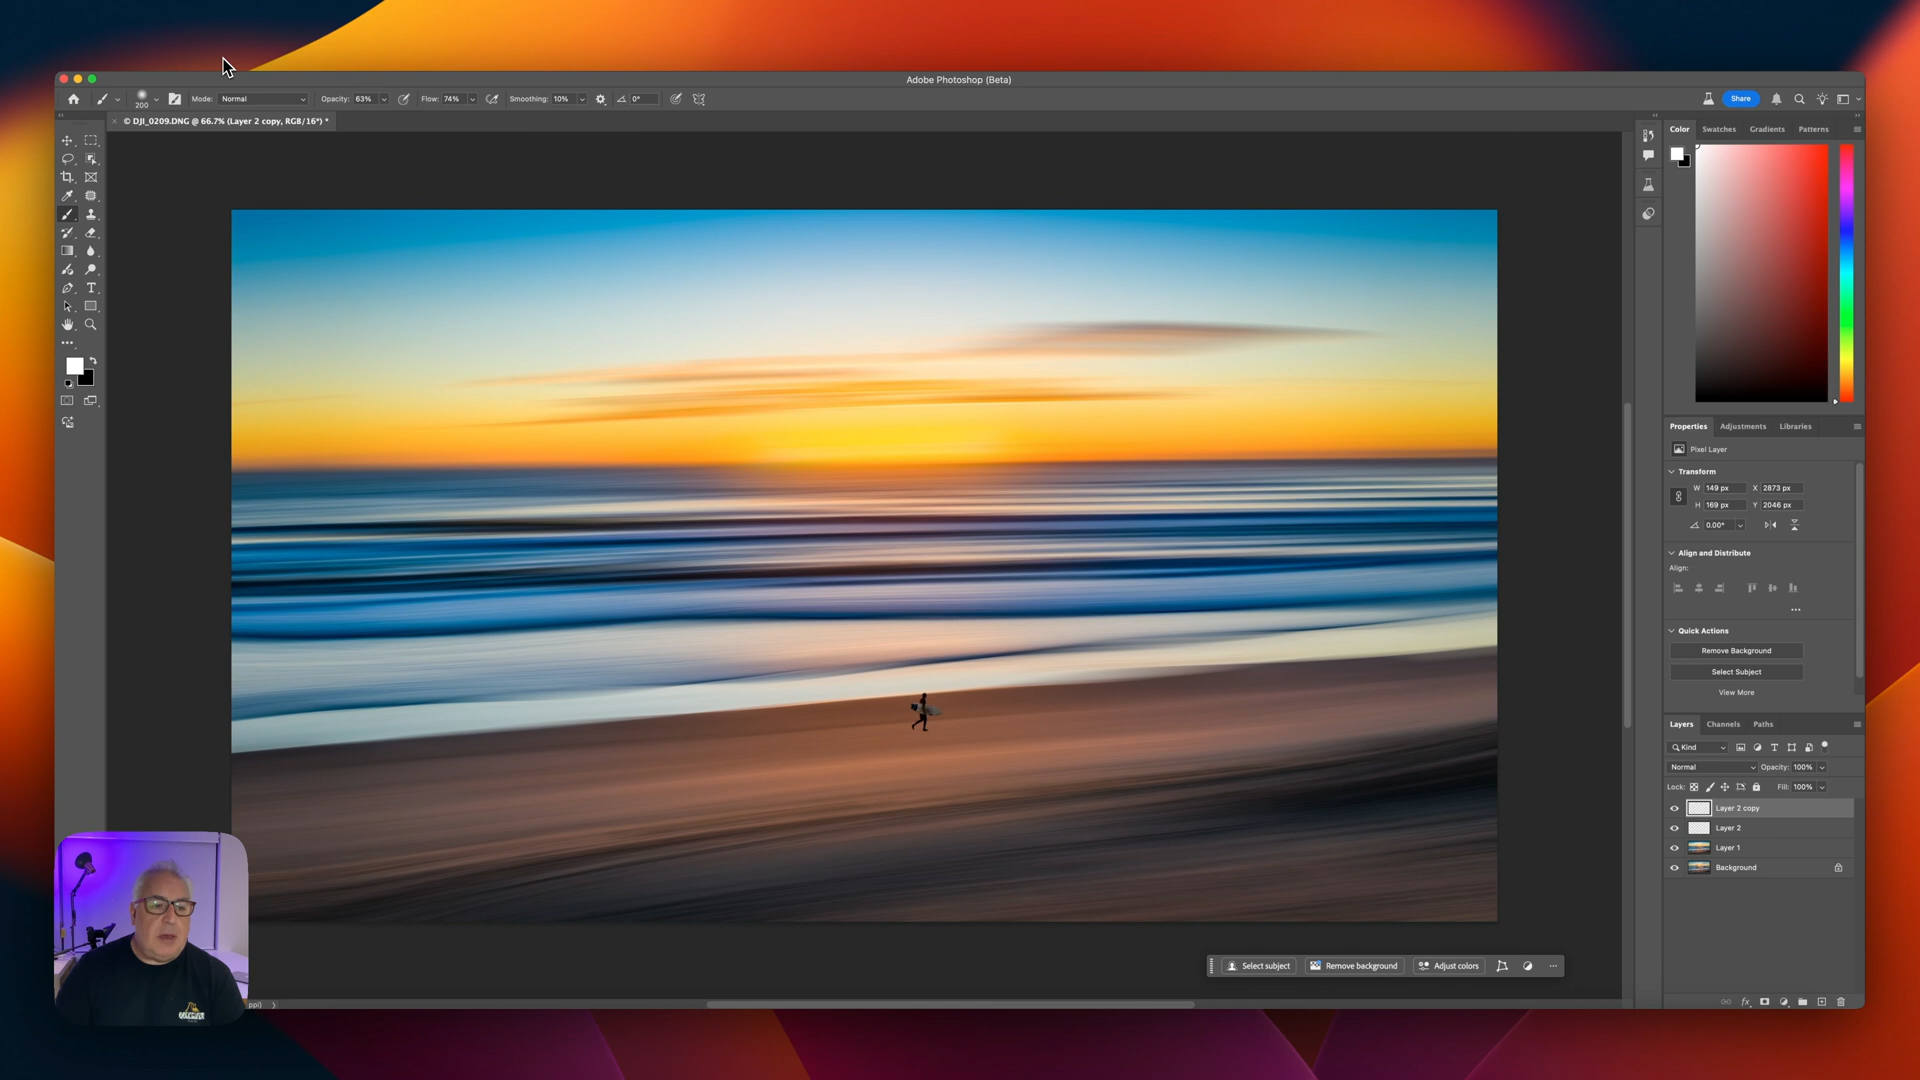 Adobe Photoshop (Beta)
200
Mode: Normal
Opacity: 63%
Flow: 74%
Smoothing: 10%
0°
Share
© DJI_0209.DNG @ 66.7% (Layer 2 copy, RGB/16*) *
Color Swatches Gradients Patterns
Properties Adjustments Libraries
Pixel Layer
Transform
W 149 px X 2873 px
H 169 px Y 2046 px
0.00°
Align and Distribute
Align:
Quick Actions
Remove Background
Select Subject
View More
Layers Channels Paths
Kind
Normal Opacity: 100%
Lock: Fill: 100%
Layer 2 copy
Layer 2
Layer 1
Background
Select subject Remove background Adjust colors
ppi)
fx